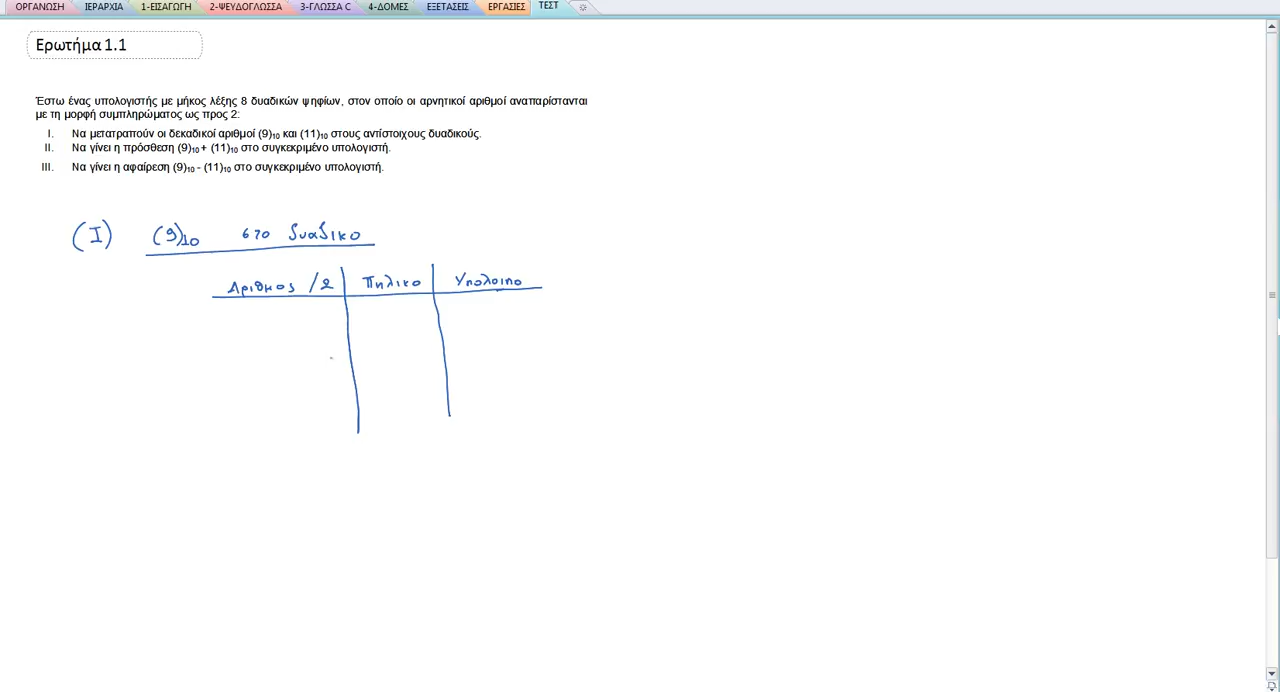 ΟΡΓΑΝΩΣΗ ΙΕΡΑΡΧΙΑ 1-ΕΙΣΑΓΩΓΗ 2-ΨΕΥΔΟΓΛΩΣΣΑ 3-ΓΛΩΣΣΑ C 4-ΔΟΜΕΣ ΕΞΕΤΑΣΕΙΣ ΕΡΓΑΣΙΕΣ ΤΕΣΤ
Ερωτήμα 1.1
Έστω ένας υπολογιστής με μήκος λέξης 8 δυαδικών ψηφίων, στον οποίο οι αρνητικοί αριθμοί αναπαρίστανται
με τη μορφή συμπληρώματος ως προς 2:
I. Να μετατραπούν οι δεκαδικοί αριθμοί (9)₁₀ και (11)₁₀ στους αντίστοιχους δυαδικούς.
II. Να γίνει η πρόσθεση (9)₁₀ + (11)₁₀ στο συγκεκριμένο υπολογιστή.
III. Να γίνει η αφαίρεση (9)₁₀ - (11)₁₀ στο συγκεκριμένο υπολογιστή.
(I) (9)₁₀ στο δυαδικο
Αριθμος /2 Πηλικο Υπολοιπο